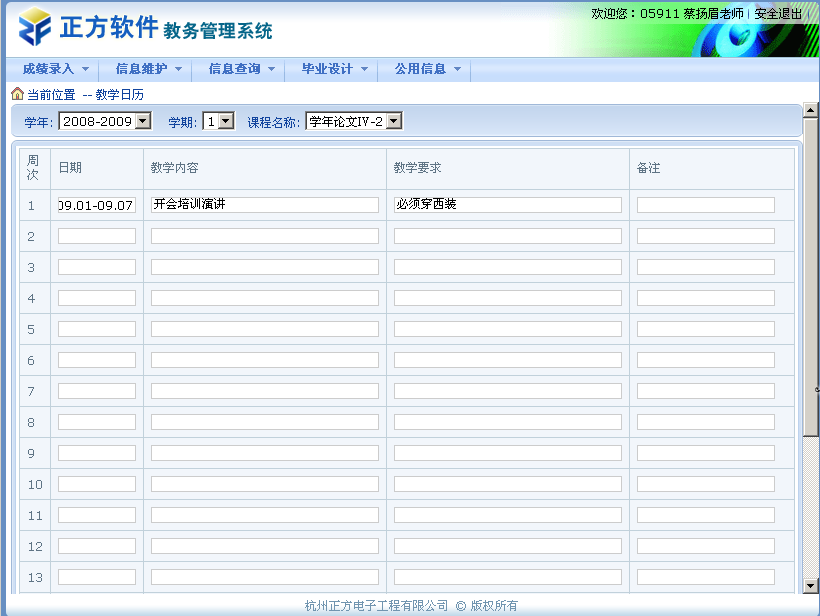 正方软件 教务管理系统
欢迎您：05911 蔡扬眉老师 | 安全退出
成绩录入 信息维护 信息查询 毕业设计 公用信息
当前位置 -- 教学日历
学年: 2008-2009 学期: 1 课程名称: 学年论文IV-2
周次 日期 教学内容 教学要求 备注
1 09.01-09.07 开会培训演讲 必须穿西装
2
3
4
5
6
7
8
9
10
11
12
13
杭州正方电子工程有限公司 © 版权所有